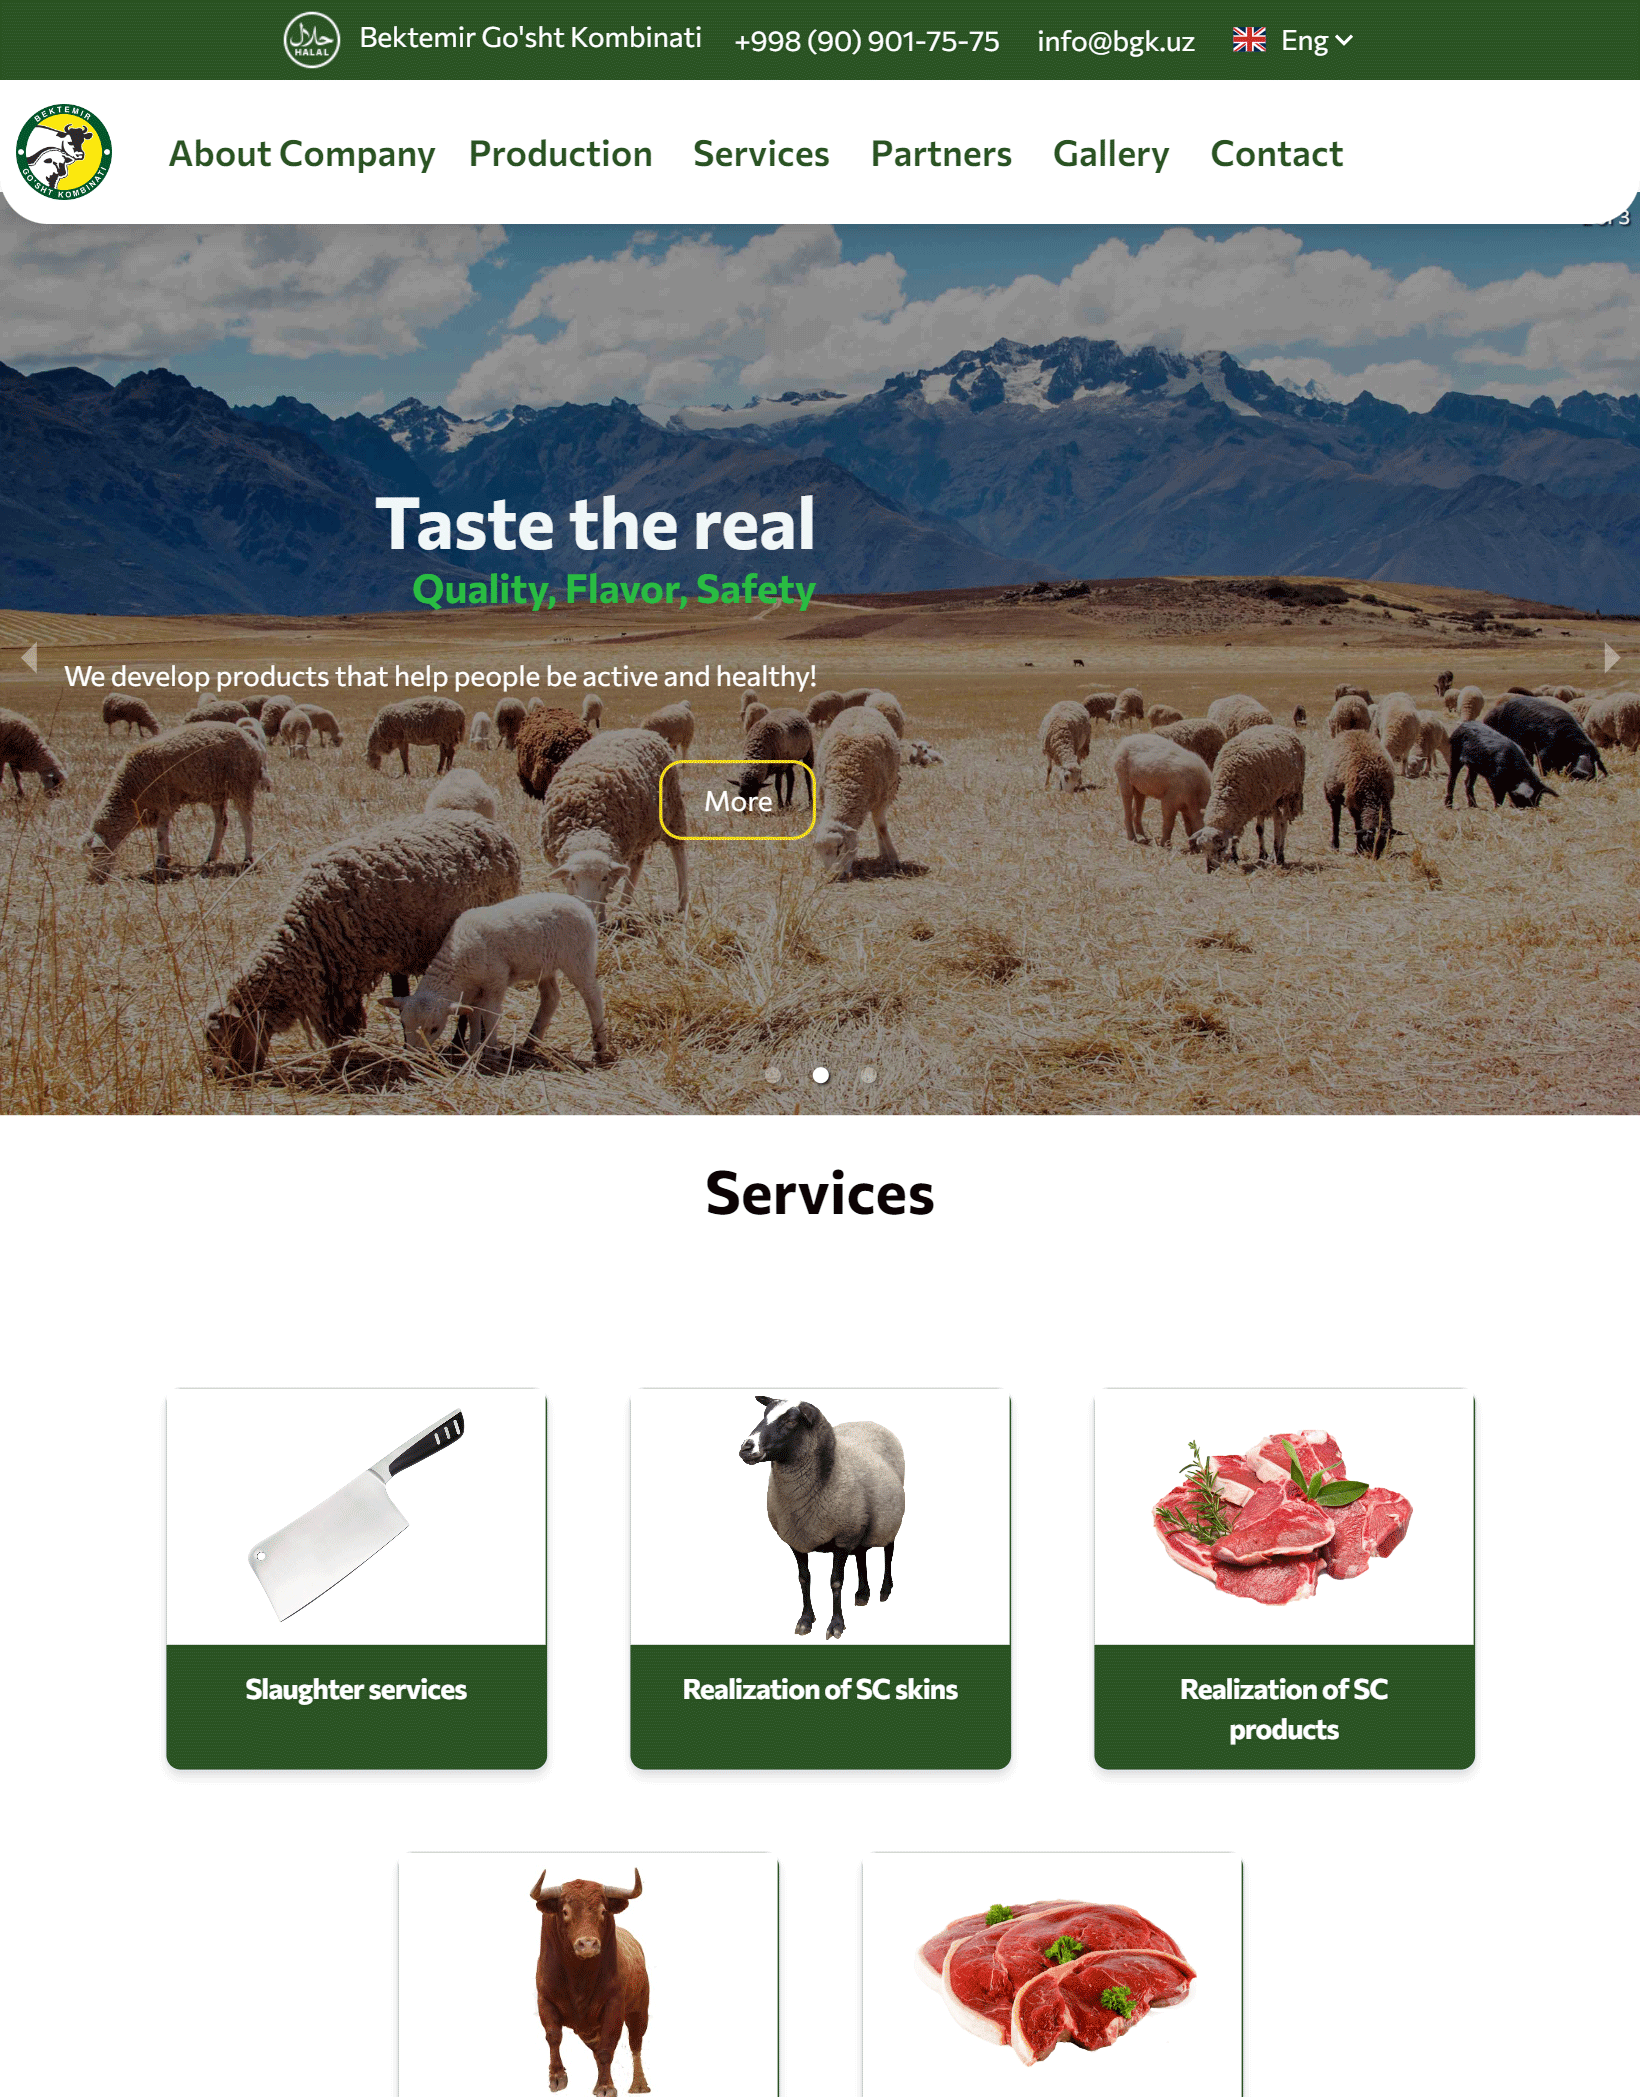 حلال
HALAL
Bektemir Go'sht Kombinati
+998 (90) 901-75-75
info@bgk.uz
Eng
BEKTEMIR
GO'SHT KOMBINATI
About Company
Production
Services
Partners
Gallery
Contact
3
Taste the real
Quality, Flavor, Safety
We develop products that help people be active and healthy!
More
Services
Slaughter services
Realization of SC skins
Realization of SC
products